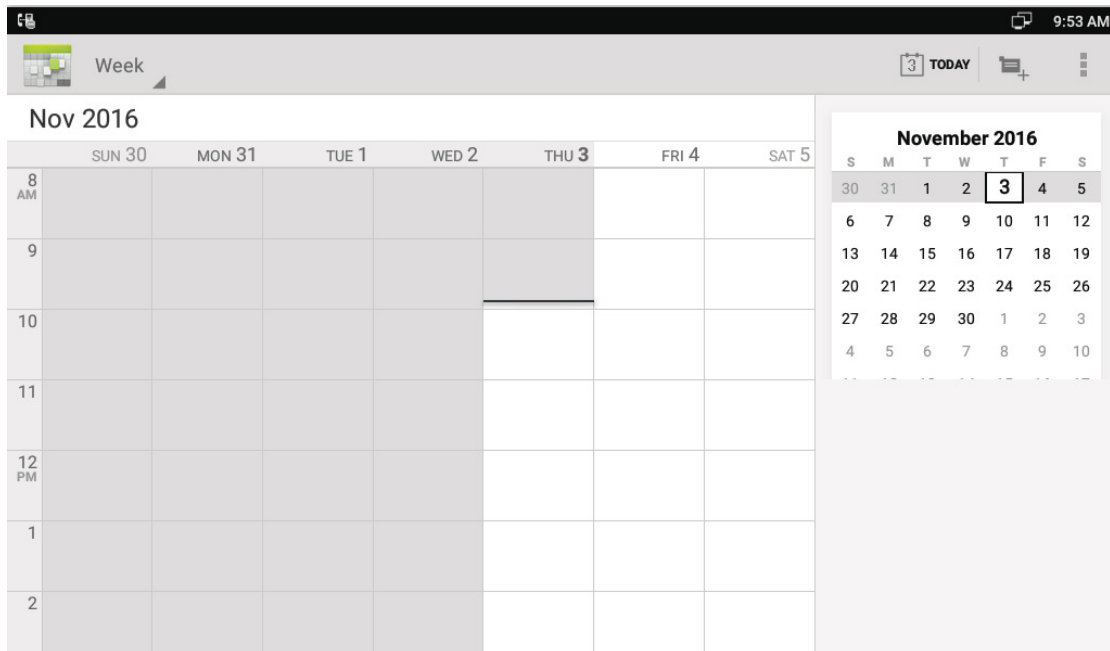 9:53 AM
Week
3 TODAY
Nov 2016
SUN 30 MON 31 TUE 1 WED 2 THU 3 FRI 4 SAT 5
8
AM
9
10
11
12
PM
1
2
November 2016
S M T W T F S
30 31 1 2 3 4 5
6 7 8 9 10 11 12
13 14 15 16 17 18 19
20 21 22 23 24 25 26
27 28 29 30 1 2 3
4 5 6 7 8 9 10